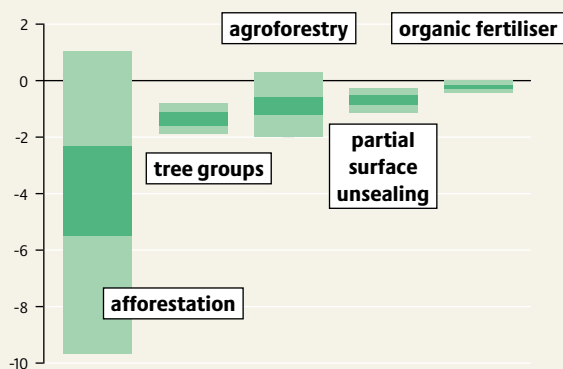 2
0
-2
-4
-6
-8
-10
agroforestry
organic fertiliser
tree groups
partial
surface
unsealing
afforestation